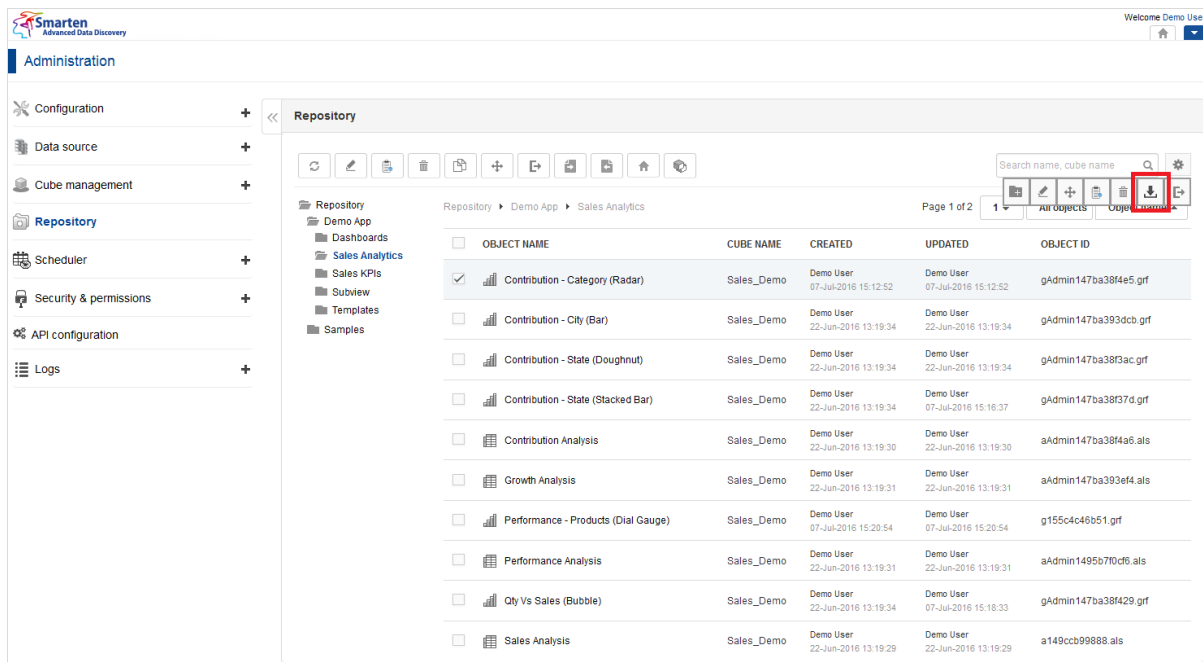 Smarten
Advanced Data Discovery
Welcome Demo Use
Administration
Configuration
Data source
Cube management
Repository
Scheduler
Security & permissions
API configuration
Logs
Repository
Search name, cube name
Repository
Demo App
Dashboards
Sales Analytics
Sales KPIs
Subview
Templates
Samples
Repository Demo App Sales Analytics
Page 1 of 2 1 All objects Object name
OBJECT NAME CUBE NAME CREATED UPDATED OBJECT ID
Contribution - Category (Radar) Sales_Demo Demo User Demo User gAdmin147ba38f4e5.grf
07-Jul-2016 15:12:52 07-Jul-2016 15:12:52
Contribution - City (Bar) Sales_Demo Demo User Demo User gAdmin147ba393dcb.grf
22-Jun-2016 13:19:34 22-Jun-2016 13:19:34
Contribution - State (Doughnut) Sales_Demo Demo User Demo User gAdmin147ba38f3ac.grf
22-Jun-2016 13:19:34 22-Jun-2016 13:19:34
Contribution - State (Stacked Bar) Sales_Demo Demo User Demo User gAdmin147ba38f37d.grf
22-Jun-2016 13:19:34 07-Jul-2016 15:16:37
Contribution Analysis Sales_Demo Demo User Demo User aAdmin147ba38f4a6.als
22-Jun-2016 13:19:30 22-Jun-2016 13:19:30
Growth Analysis Sales_Demo Demo User Demo User aAdmin147ba393ef4.als
22-Jun-2016 13:19:31 22-Jun-2016 13:19:31
Performance - Products (Dial Gauge) Sales_Demo Demo User Demo User g155c4c46b51.grf
07-Jul-2016 15:20:54 07-Jul-2016 15:20:54
Performance Analysis Sales_Demo Demo User Demo User aAdmin1495b7f0cf6.als
22-Jun-2016 13:19:31 22-Jun-2016 13:19:31
Qty Vs Sales (Bubble) Sales_Demo Demo User Demo User gAdmin147ba38f429.grf
22-Jun-2016 13:19:34 07-Jul-2016 15:18:33
Sales Analysis Sales_Demo Demo User Demo User a149ccb99888.als
22-Jun-2016 13:19:29 22-Jun-2016 13:19:29